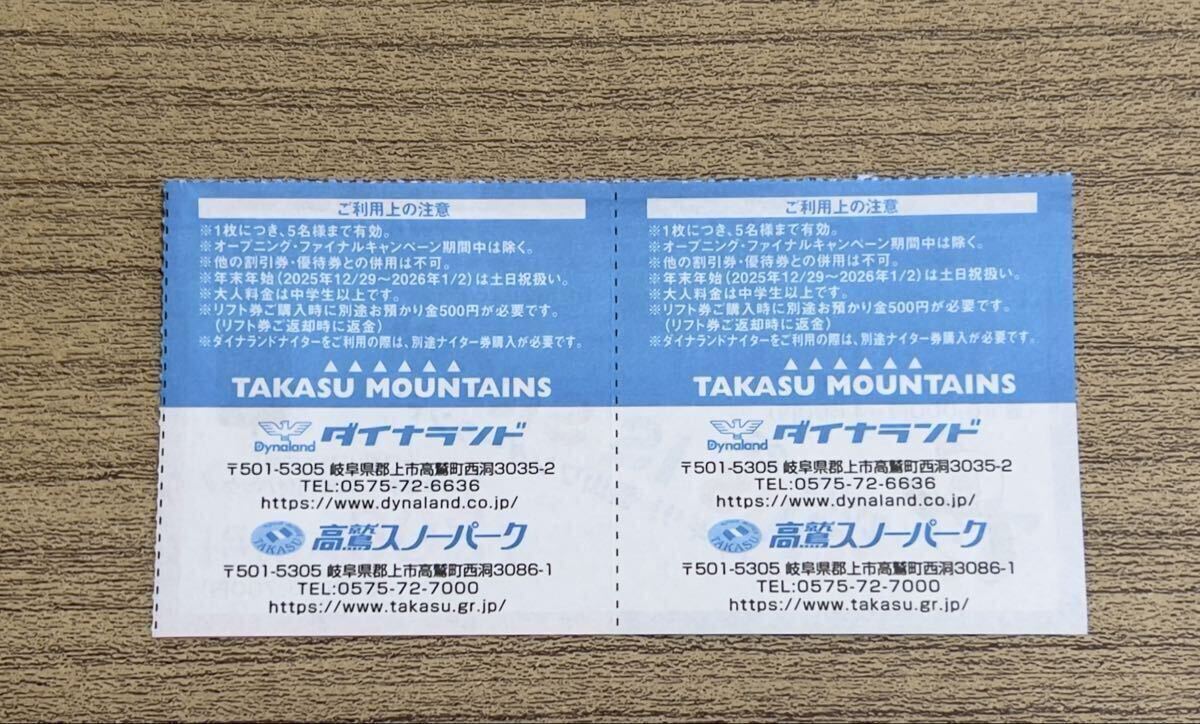 ご利用上の注意
※1枚につき、5名様まで有効。
※オープニング・ファイナルキャンペーン期間中は除く。
※他の割引券・優待券との併用は不可。
※年末年始(2025年12/29～2026年1/2)は土日祝扱い。
※大人料金は中学生以上です。
※リフト券ご購入時に別途お預かり金500円が必要です。
(リフト券ご返却時に返金)
※ダイナランドナイターをご利用の際は、別途ナイター券購入が必要です。
TAKASU MOUNTAINS
Dynaland ダイナランド
〒501-5305 岐阜県郡上市高鷲町西洞3035-2
TEL:0575-72-6636
https://www.dynaland.co.jp/
TAKASU 高鷲スノーパーク
〒501-5305 岐阜県郡上市高鷲町西洞3086-1
TEL:0575-72-7000
https://www.takasu.gr.jp/
ご利用上の注意
※1枚につき、5名様まで有効。
※オープニング・ファイナルキャンペーン期間中は除く。
※他の割引券・優待券との併用は不可。
※年末年始(2025年12/29～2026年1/2)は土日祝扱い。
※大人料金は中学生以上です。
※リフト券ご購入時に別途お預かり金500円が必要です。
(リフト券ご返却時に返金)
※ダイナランドナイターをご利用の際は、別途ナイター券購入が必要です。
TAKASU MOUNTAINS
Dynaland ダイナランド
〒501-5305 岐阜県郡上市高鷲町西洞3035-2
TEL:0575-72-6636
https://www.dynaland.co.jp/
TAKASU 高鷲スノーパーク
〒501-5305 岐阜県郡上市高鷲町西洞3086-1
TEL:0575-72-7000
https://www.takasu.gr.jp/